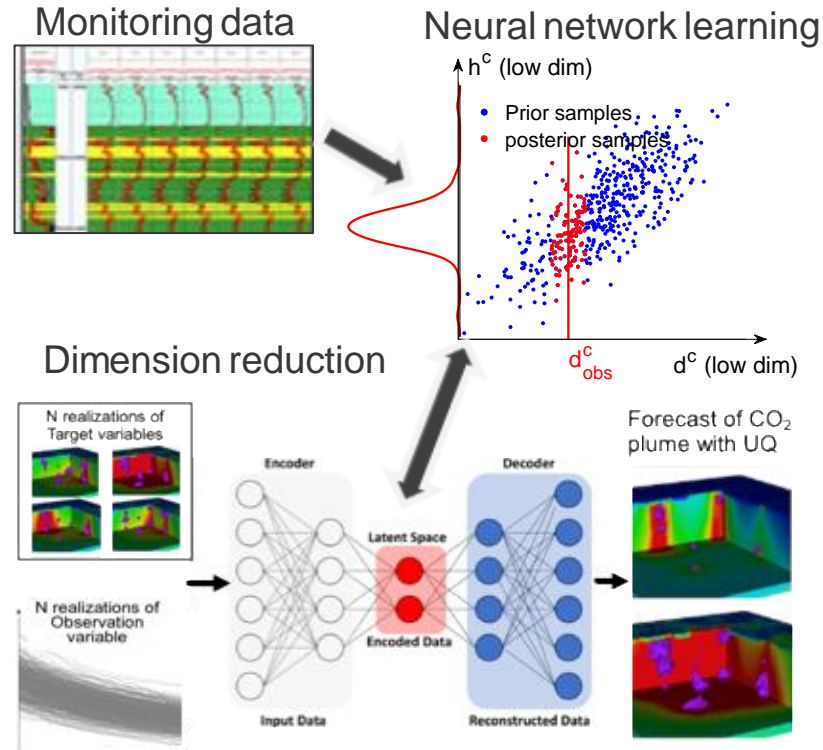 Monitoring data
Neural network learning
h^c (low dim)
Prior samples
posterior samples
d^c_obs
d^c (low dim)
Dimension reduction
N realizations of
Target variables
Forecast of CO₂
plume with UQ
Encoder
Decoder
Latent Space
Encoded Data
N realizations of
Observation
variable
Input Data
Reconstructed Data